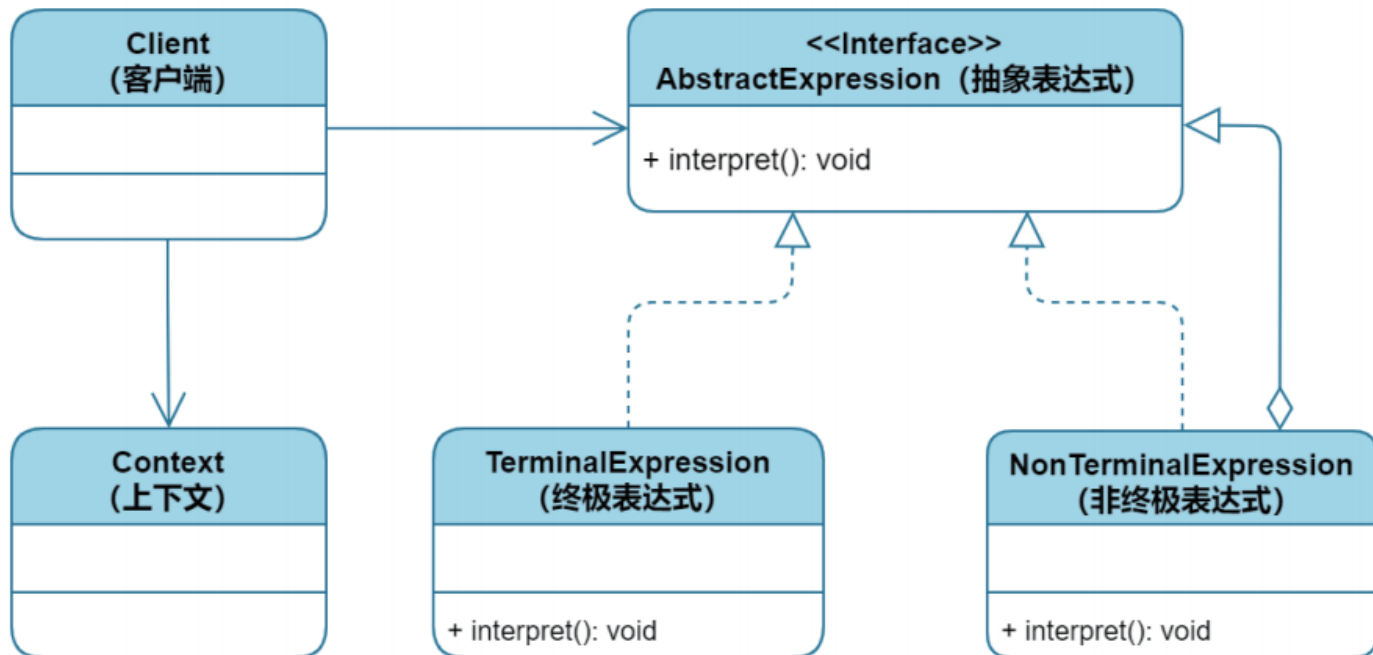 Client
（客户端）
<<Interface>>
AbstractExpression（抽象表达式）
+ interpret(): void
Context
（上下文）
TerminalExpression
（终极表达式）
+ interpret(): void
NonTerminalExpression
（非终极表达式）
+ interpret(): void